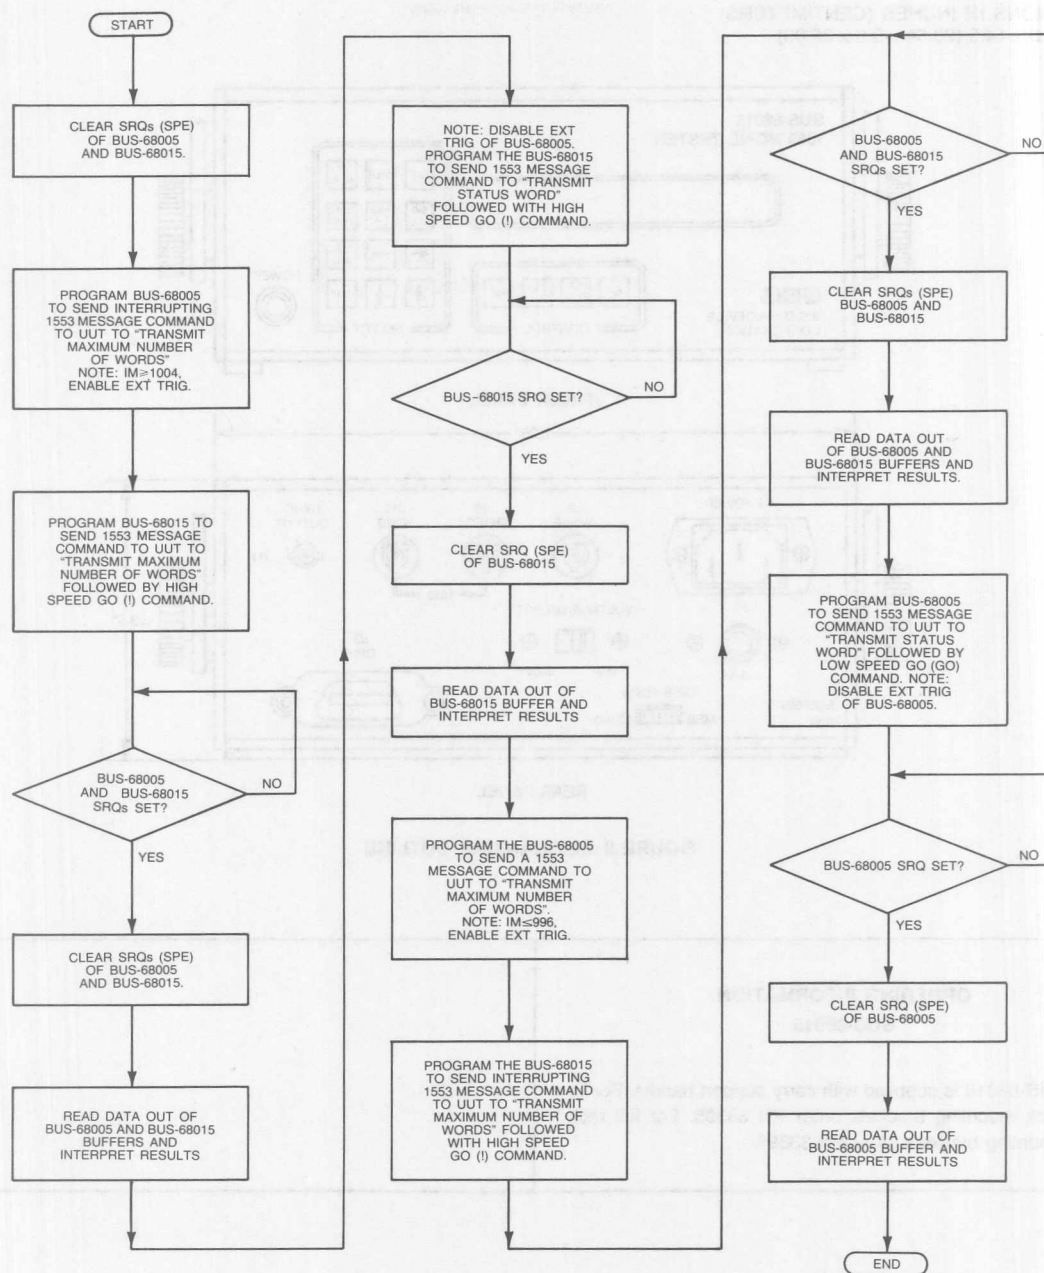 START
CLEAR SRQs (SPE)
OF BUS-68005
AND BUS-68015.
PROGRAM BUS-68005
TO SEND INTERRUPTING
1553 MESSAGE COMMAND
TO UUT TO “TRANSMIT
MAXIMUM NUMBER
OF WORDS”
NOTE: IM≥1004,
ENABLE EXT TRIG.
PROGRAM BUS-68015 TO
SEND 1553 MESSAGE
COMMAND TO UUT TO
“TRANSMIT MAXIMUM
NUMBER OF WORDS”
FOLLOWED BY HIGH
SPEED GO (!) COMMAND.
BUS-68005
AND BUS-68015
SRQs SET?
NO
YES
CLEAR SRQs (SPE)
OF BUS-68005
AND BUS-68015.
READ DATA OUT OF
BUS-68005 AND BUS-68015
BUFFERS AND
INTERPRET RESULTS
NOTE: DISABLE EXT
TRIG OF BUS-68005.
PROGRAM THE BUS-68015
TO SEND 1553 MESSAGE
COMMAND TO “TRANSMIT
STATUS WORD”
FOLLOWED WITH HIGH
SPEED GO (!) COMMAND.
BUS-68015 SRQ SET?
NO
YES
CLEAR SRQ (SPE)
OF BUS-68015
READ DATA OUT OF
BUS-68015 BUFFER AND
INTERPRET RESULTS
PROGRAM THE BUS-68005
TO SEND A 1553
MESSAGE COMMAND TO
UUT TO “TRANSMIT
MAXIMUM NUMBER
OF WORDS”.
NOTE: IM≤996,
ENABLE EXT TRIG.
PROGRAM THE BUS-68015
TO SEND INTERRUPTING
1553 MESSAGE COMMAND
TO UUT TO “TRANSMIT
MAXIMUM NUMBER OF
WORDS” FOLLOWED
WITH HIGH SPEED
GO (!) COMMAND.
BUS-68005
AND BUS-68015
SRQs SET?
NO
YES
CLEAR SRQs (SPE)
BUS-68005 AND
BUS-68015
READ DATA OUT
OF BUS-68005 AND
BUS-68015 BUFFERS AND
INTERPRET RESULTS.
PROGRAM BUS-68005
TO SEND 1553 MESSAGE
COMMAND TO UUT TO
“TRANSMIT STATUS
WORD” FOLLOWED BY
LOW SPEED GO (GO)
COMMAND. NOTE:
DISABLE EXT TRIG
OF BUS-68005.
BUS-68005 SRQ SET?
NO
YES
CLEAR SRQ (SPE)
OF BUS-68005
READ DATA OUT OF
BUS-68005 BUFFER AND
INTERPRET RESULTS
END